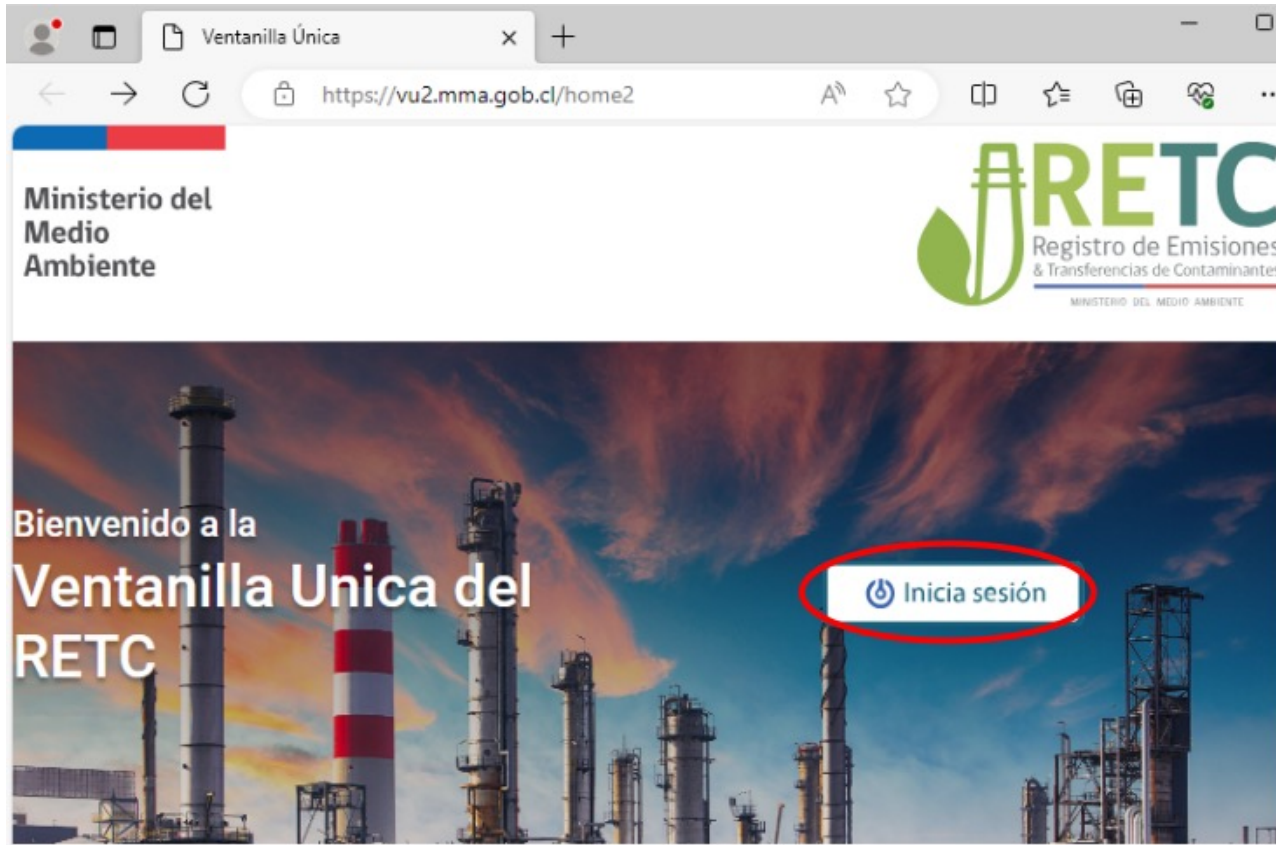 Ventanilla Única
https://vu2.mma.gob.cl/home2
Ministerio del
Medio
Ambiente
RETC
Registro de Emisiones
& Transferencias de Contaminantes
MINISTERIO DEL MEDIO AMBIENTE
Bienvenido a la
Ventanilla Unica del
RETC
Inicia sesión